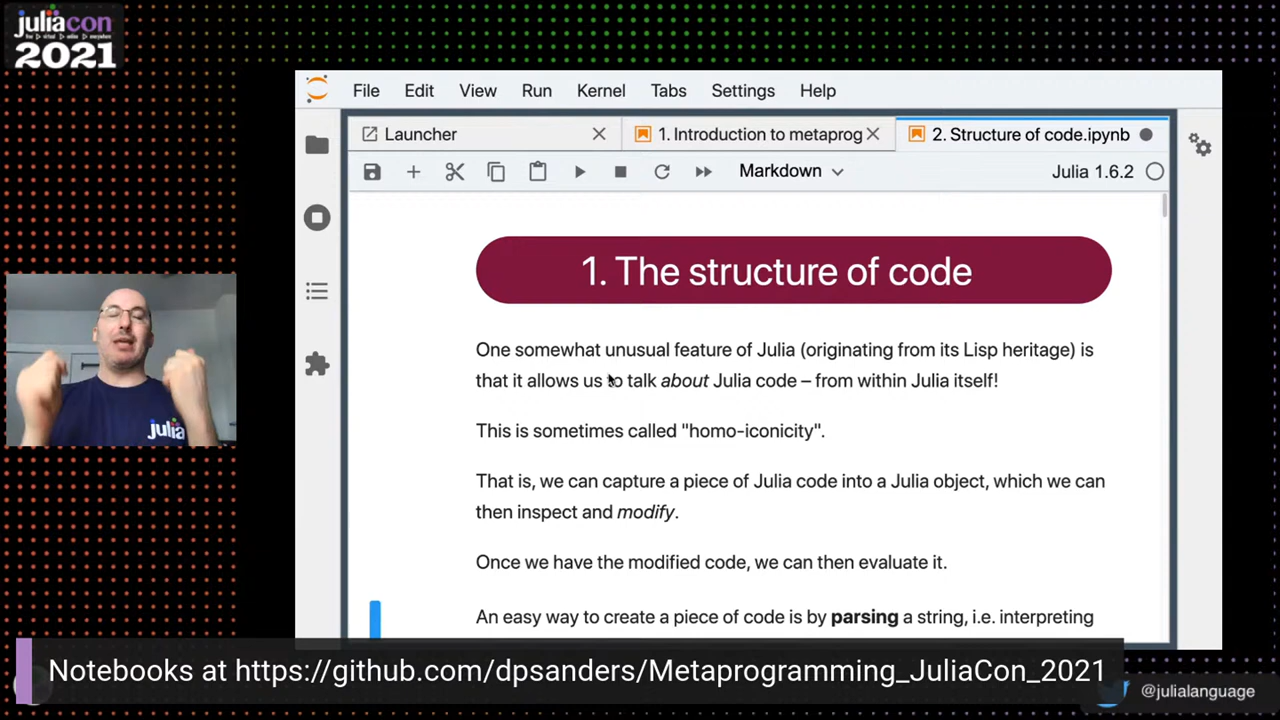 juliacon
2021
File Edit View Run Kernel Tabs Settings Help
Launcher
1. Introduction to metaprog
2. Structure of code.ipynb
Markdown
Julia 1.6.2
1. The structure of code
One somewhat unusual feature of Julia (originating from its Lisp heritage) is
that it allows us to talk about Julia code – from within Julia itself!
This is sometimes called "homo-iconicity".
That is, we can capture a piece of Julia code into a Julia object, which we can
then inspect and modify.
Once we have the modified code, we can then evaluate it.
An easy way to create a piece of code is by parsing a string, i.e. interpreting
julia
Notebooks at https://github.com/dpsanders/Metaprogramming_JuliaCon_2021
@julialanguage